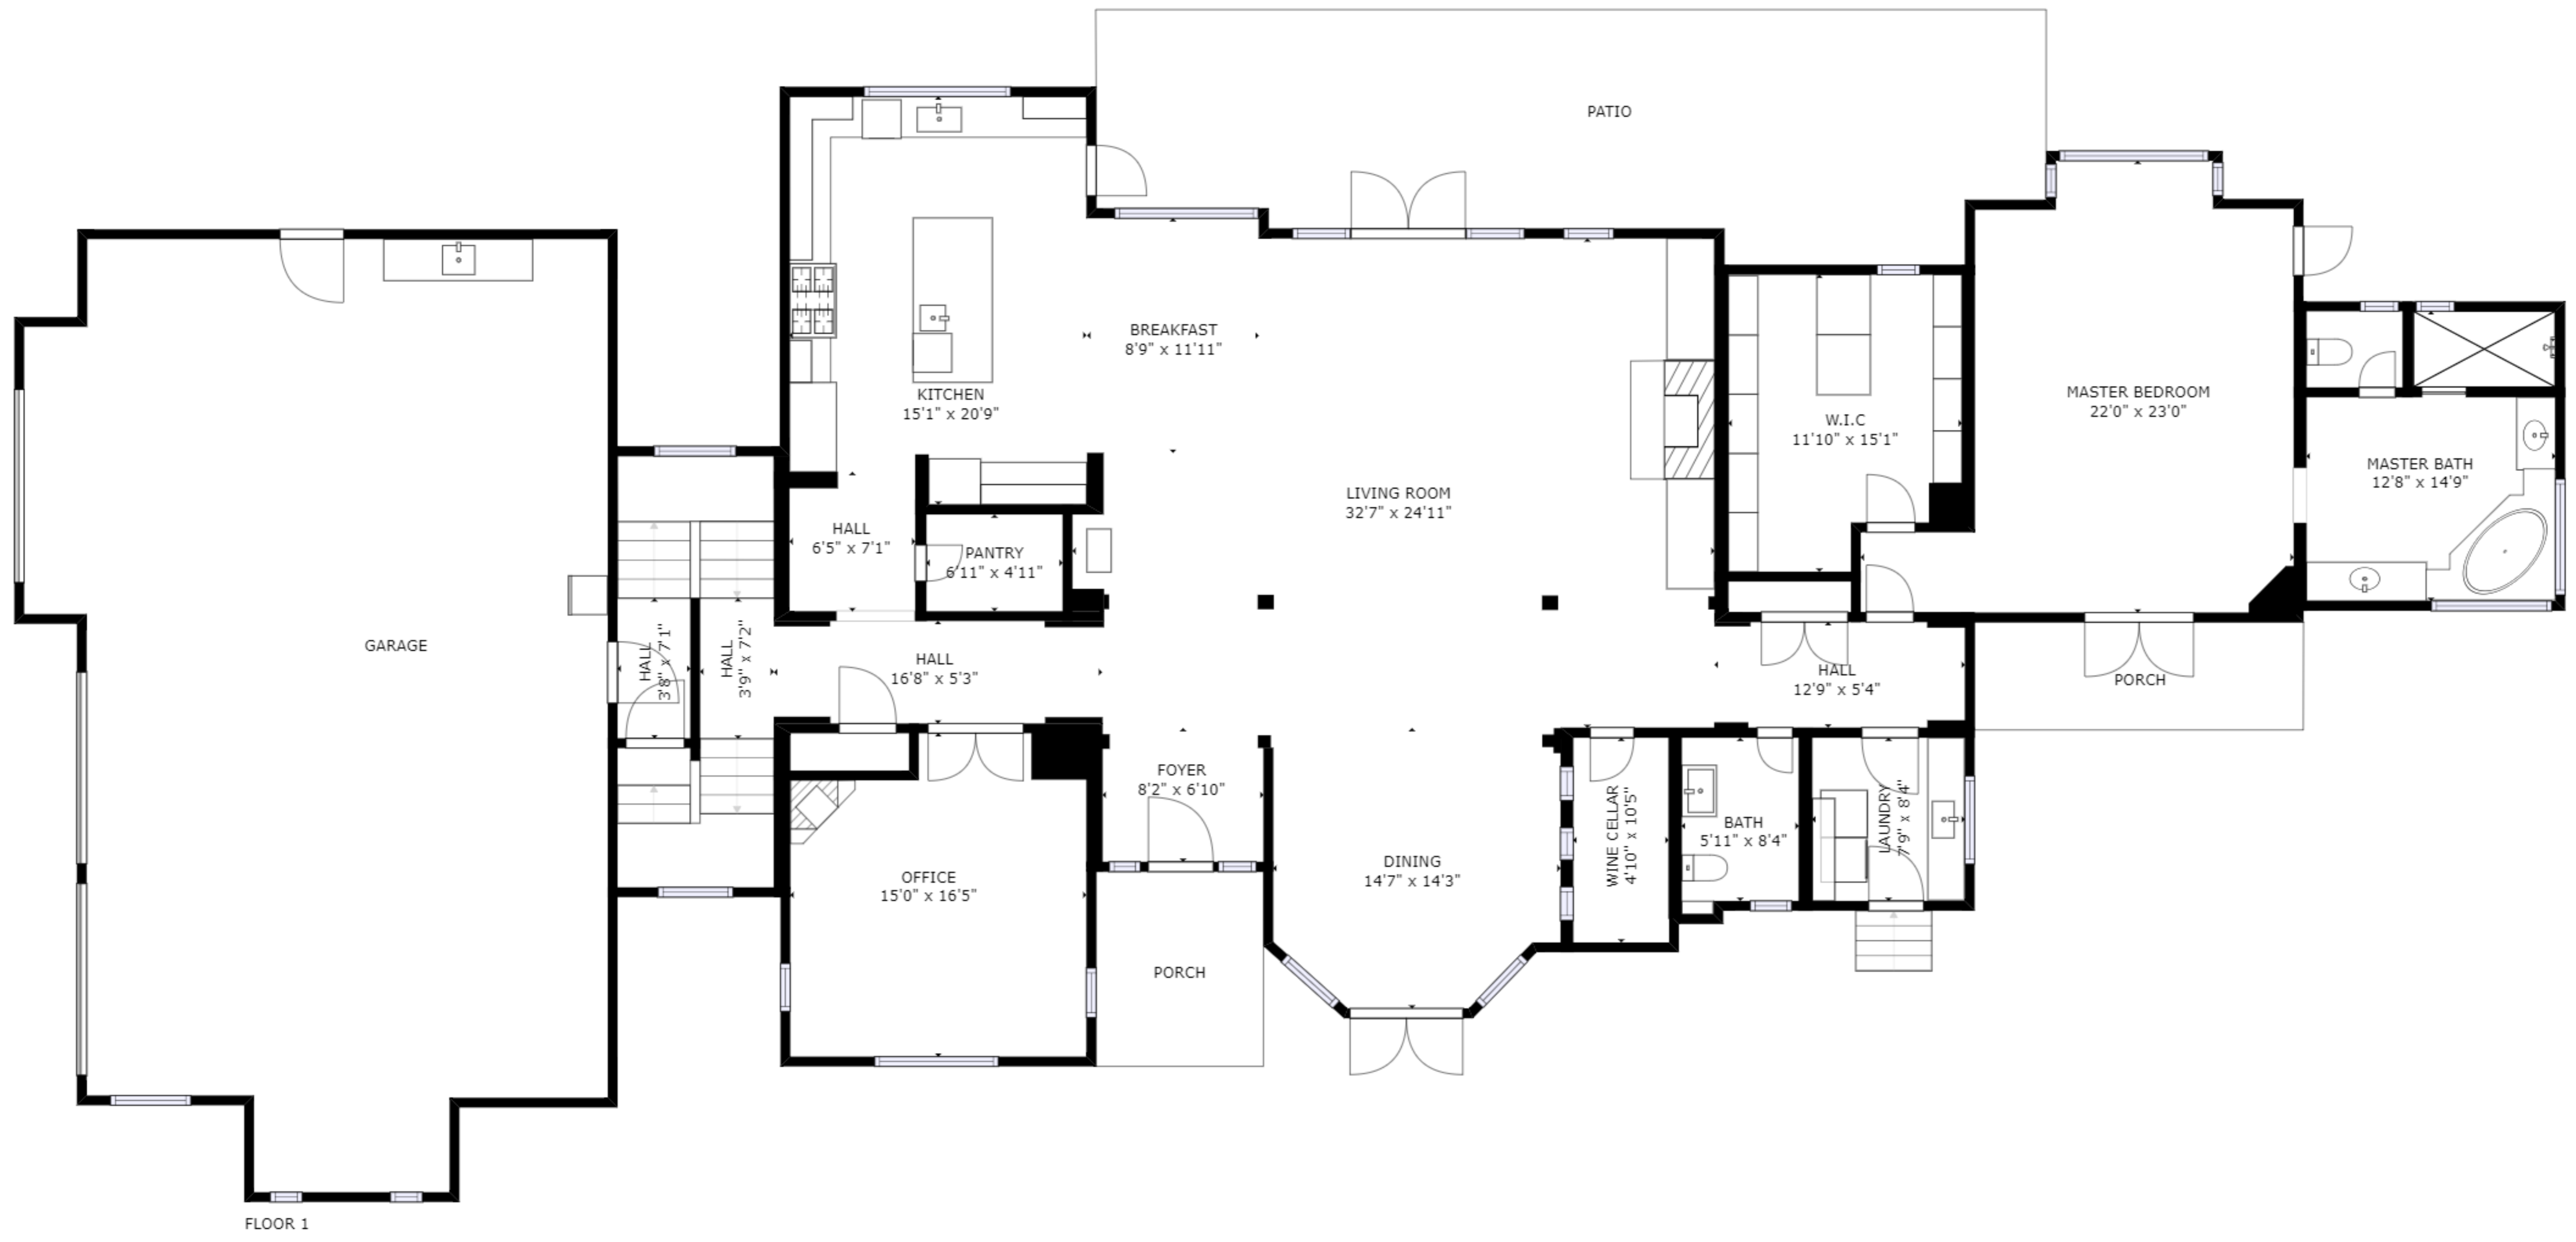 PATIO
BREAKFAST
8'9" x 11'11"
KITCHEN
15'1" x 20'9"
MASTER BEDROOM
22'0" x 23'0"
W.I.C
11'10" x 15'1"
MASTER BATH
12'8" x 14'9"
LIVING ROOM
32'7" x 24'11"
HALL
6'5" x 7'1"
PANTRY
6'11" x 4'11"
GARAGE
HALL
3'8" x 7'1"
HALL
3'9" x 7'2"
HALL
16'8" x 5'3"
HALL
12'9" x 5'4"
PORCH
FOYER
8'2" x 6'10"
WINE CELLAR
4'10" x 10'5"
BATH
5'11" x 8'4"
LAUNDRY
7'9" x 8'4"
OFFICE
15'0" x 16'5"
DINING
14'7" x 14'3"
PORCH
FLOOR 1